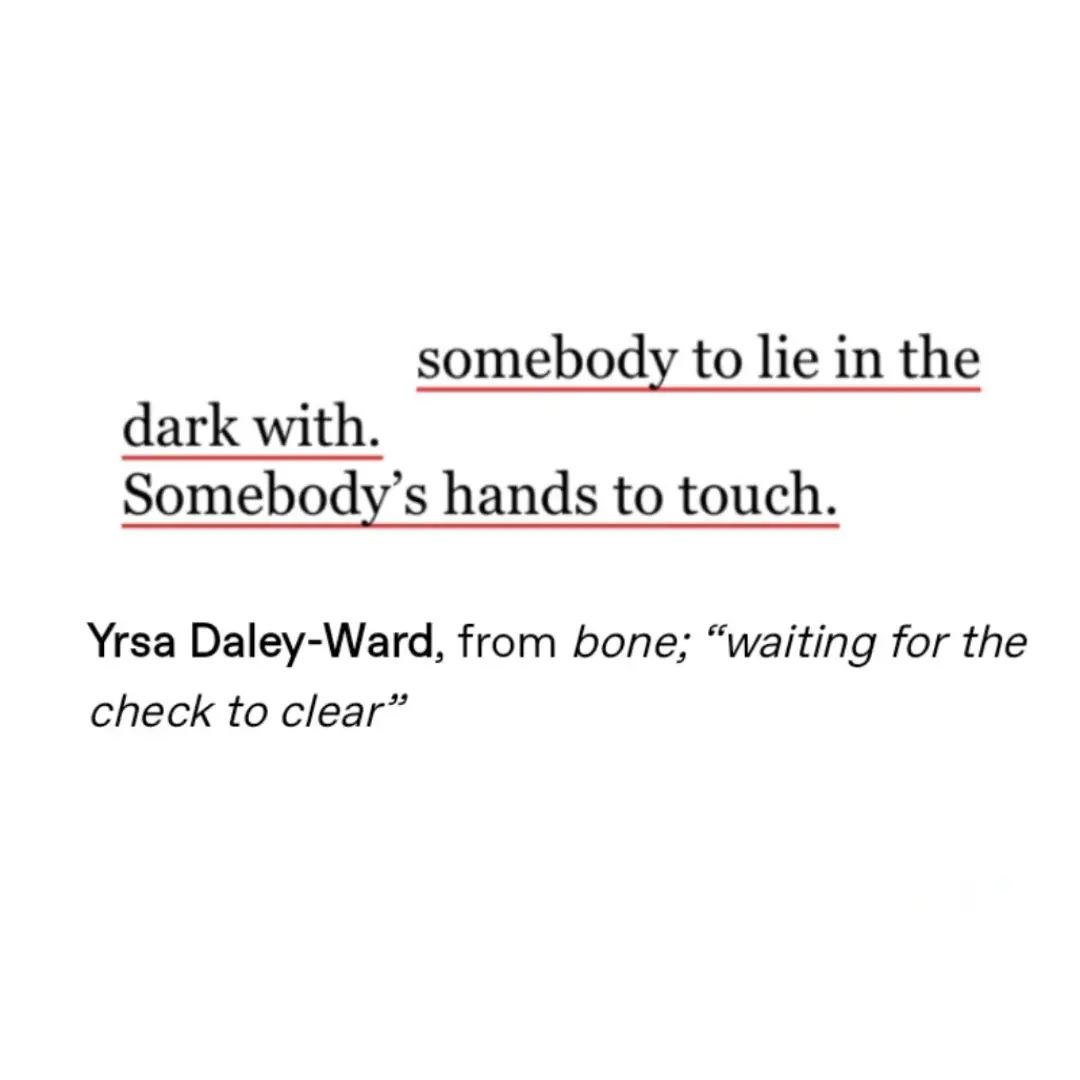 somebody to lie in the
dark with.
Somebody’s hands to touch.
Yrsa Daley-Ward, from bone; “waiting for the
check to clear”